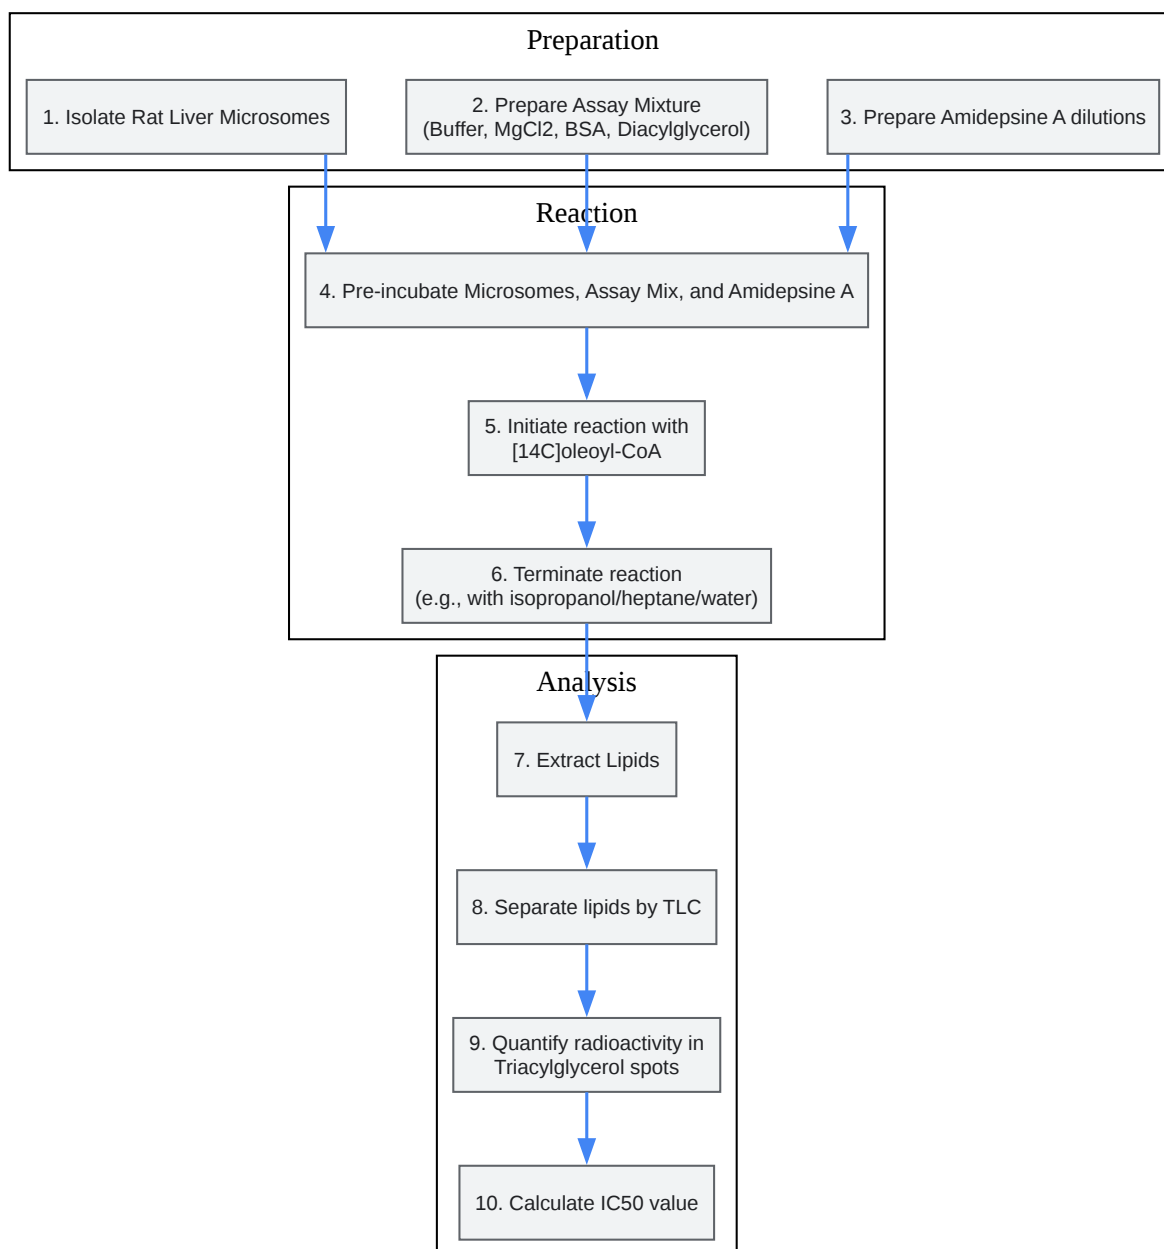 Preparation
1. Isolate Rat Liver Microsomes
2. Prepare Assay Mixture
(Buffer, MgCl2, BSA, Diacylglycerol)
3. Prepare Amidepsine A dilutions
Reaction
4. Pre-incubate Microsomes, Assay Mix, and Amidepsine A
5. Initiate reaction with
[14C]oleoyl-CoA
6. Terminate reaction
(e.g., with isopropanol/heptane/water)
Analysis
7. Extract Lipids
8. Separate lipids by TLC
9. Quantify radioactivity in
Triacylglycerol spots
10. Calculate IC50 value